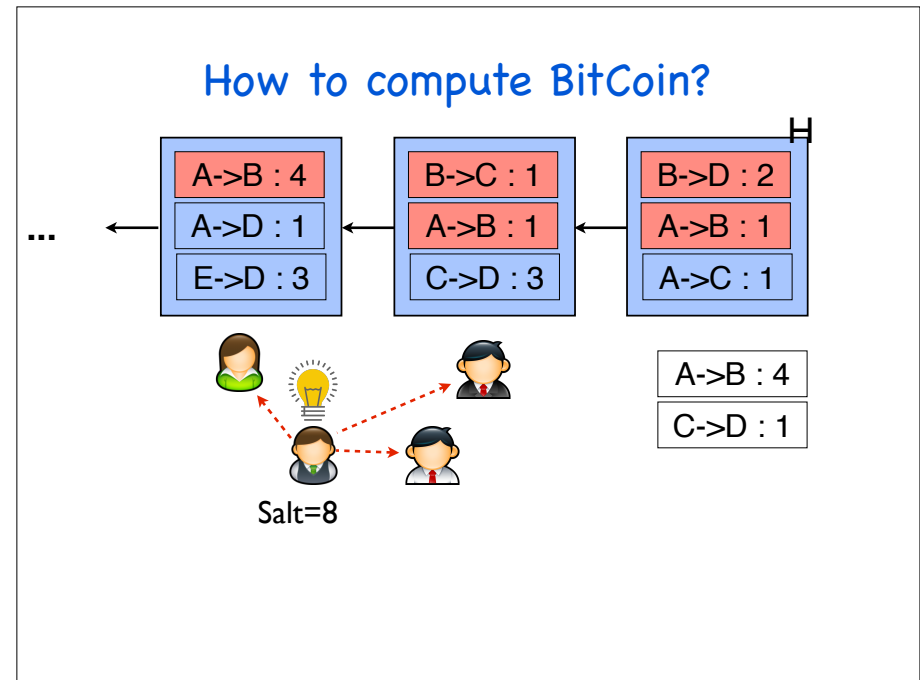 How to compute BitCoin?
H
A->B : 4
A->D : 1
E->D : 3
B->C : 1
A->B : 1
C->D : 3
B->D : 2
A->B : 1
A->C : 1
...
A->B : 4
C->D : 1
Salt=8